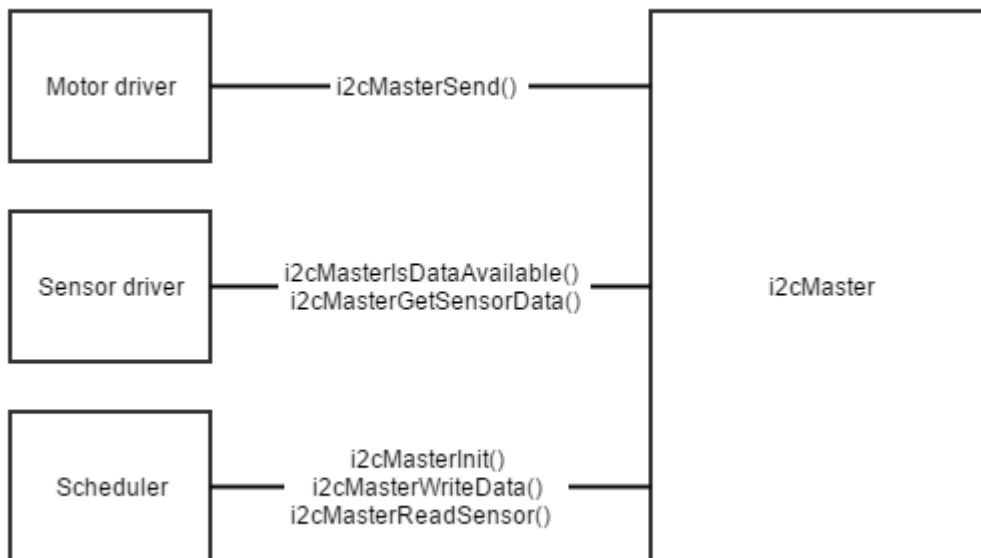 Motor driver
i2cMasterSend()
Sensor driver
i2cMasterIsDataAvailable()
i2cMasterGetSensorData()
i2cMaster
Scheduler
i2cMasterInit()
i2cMasterWriteData()
i2cMasterReadSensor()